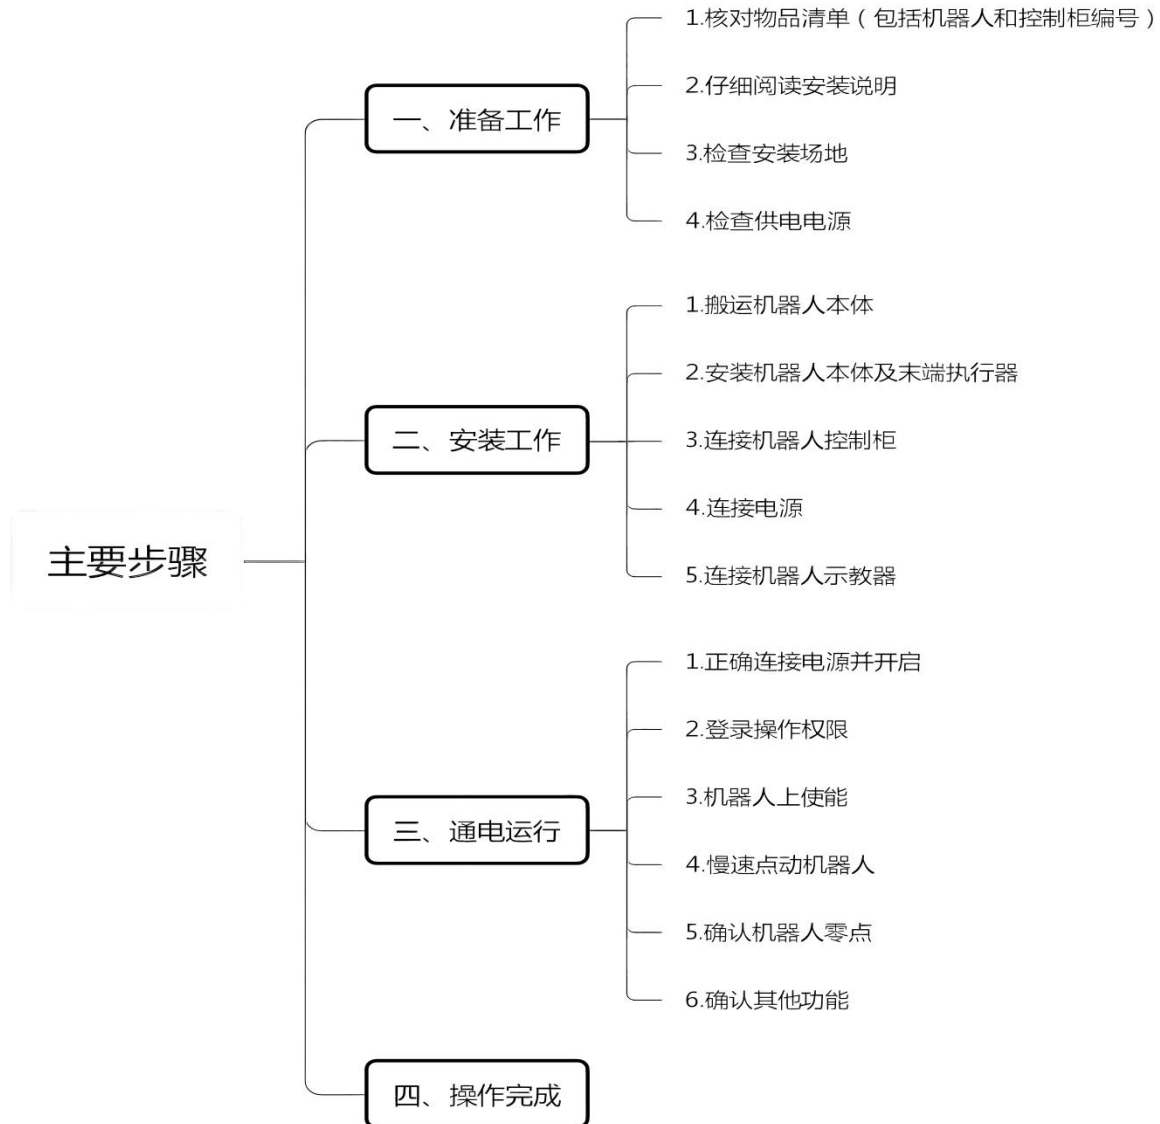 主要步骤
一、准备工作
1.核对物品清单（包括机器人和控制柜编号）
2.仔细阅读安装说明
3.检查安装场地
4.检查供电电源
二、安装工作
1.搬运机器人本体
2.安装机器人本体及末端执行器
3.连接机器人控制柜
4.连接电源
5.连接机器人示教器
三、通电运行
1.正确连接电源并开启
2.登录操作权限
3.机器人上使能
4.慢速点动机器人
5.确认机器人零点
6.确认其他功能
四、操作完成